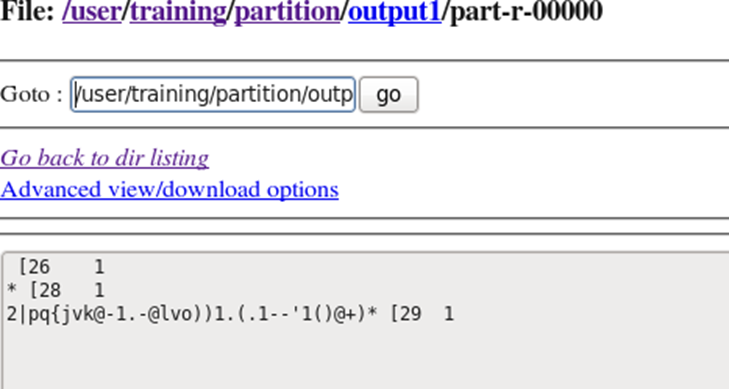 File: /user/training/partition/output1/part-r-00000
Goto : /user/training/partition/outp go
Go back to dir listing
Advanced view/download options
[26 1
* [28 1
2|pq{jvk@-1.-@lvo))1.(.1--'1()@+)* [29 1